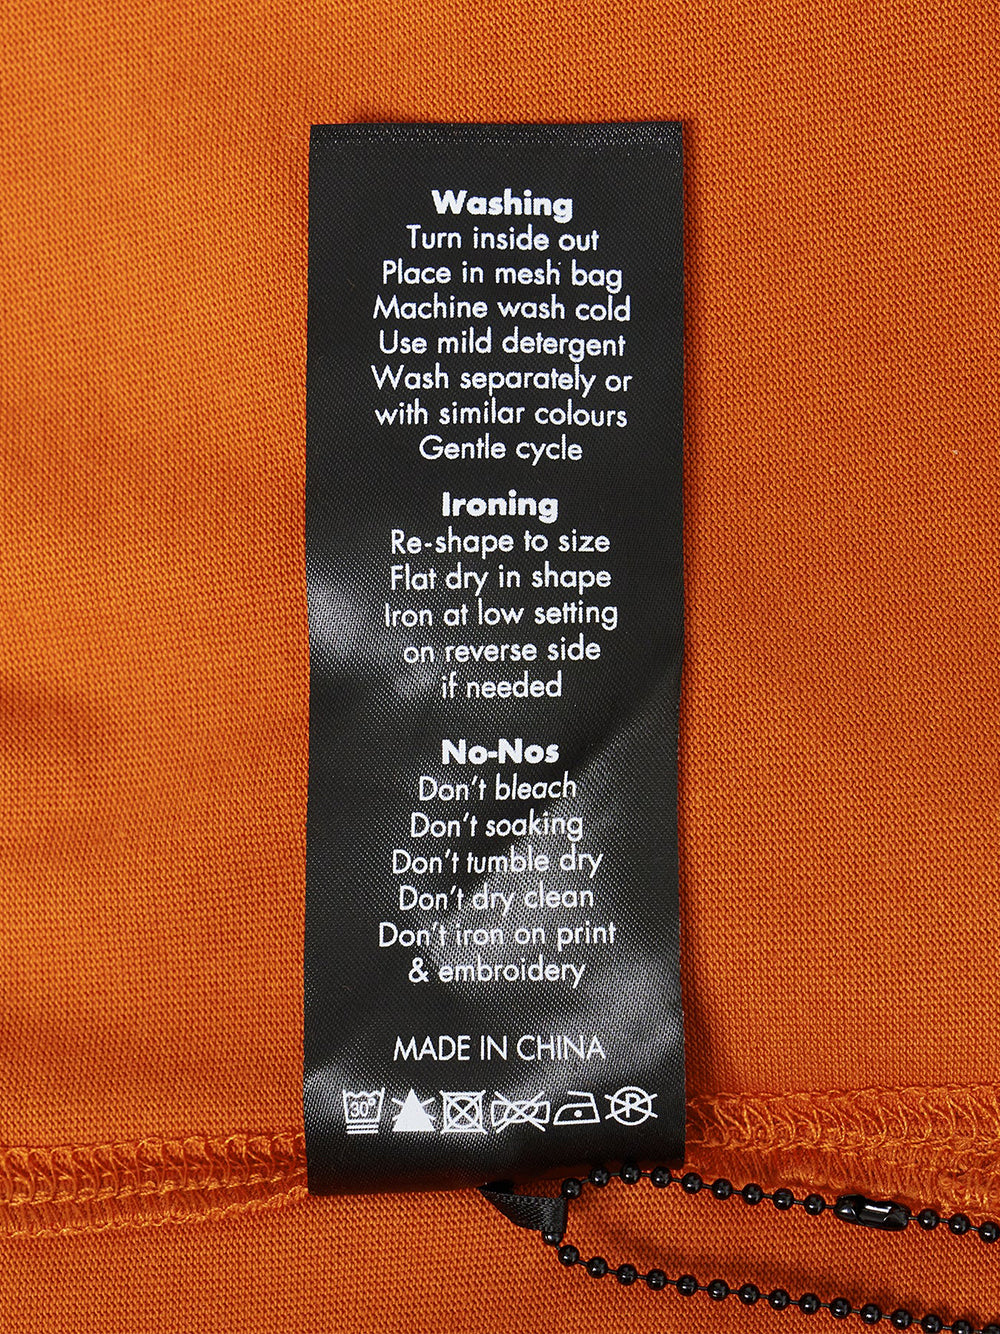 Washing
Turn inside out
Place in mesh bag
Machine wash cold
Use mild detergent
Wash separately or
with similar colours
Gentle cycle
Ironing
Re-shape to size
Flat dry in shape
Iron at low setting
on reverse side
if needed
No-Nos
Don't bleach
Don't soaking
Don't tumble dry
Don't dry clean
Don't iron on print
& embroidery
MADE IN CHINA
30° P